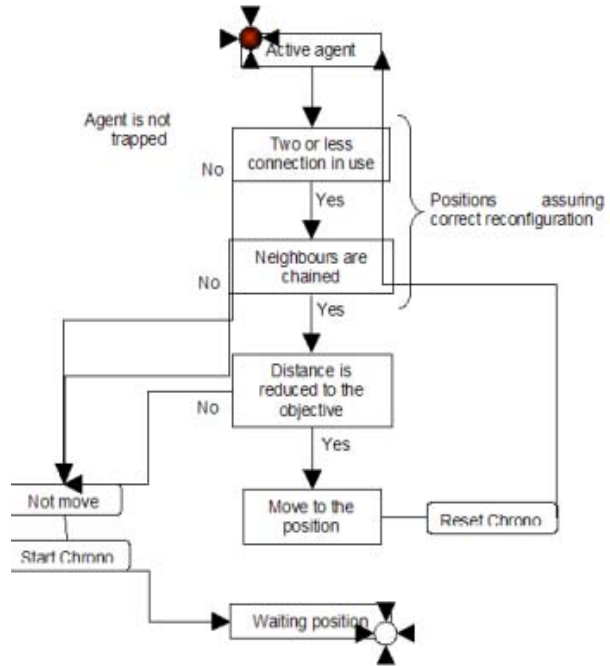 Active agent
Agent is not
trapped
Two or less
connection in use
No
Yes
Positions assuring
correct reconfiguration
Neighbours are
chained
No
Yes
Distance is
reduced to the
objective
No
Yes
Not move
Move to the
position
Reset Chrono
Start Chrono
Waiting position